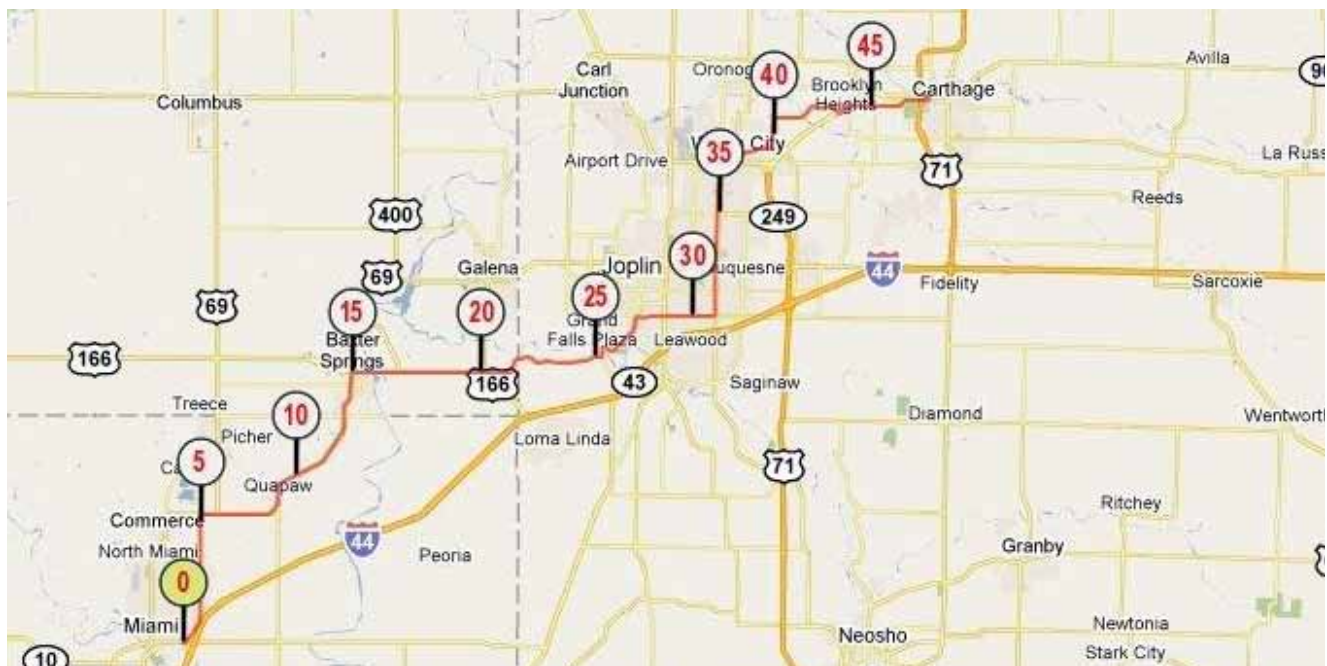 45
40
Avilla
96
Carl
Junction
Oronog
Brooklyn
Heights
Carthage
Columbus
35
City
Airport Drive
La Russ
71
Reeds
400
249
30
Joplin
uquesne
44
Galena
69
Fidelity
Sarcoxie
69
15
20
25
Grand
Falls Plaza
Leawood
Baxter
Springs
166
166
43
Saginaw
Treece
Diamond
Wentworth
10
Picher
Loma Linda
5
Ca
71
Quapaw
Ritchey
Commerce
North Miami
44
Peoria
Granby
0
Miami
Newtonia
Neosho
Stark City
10